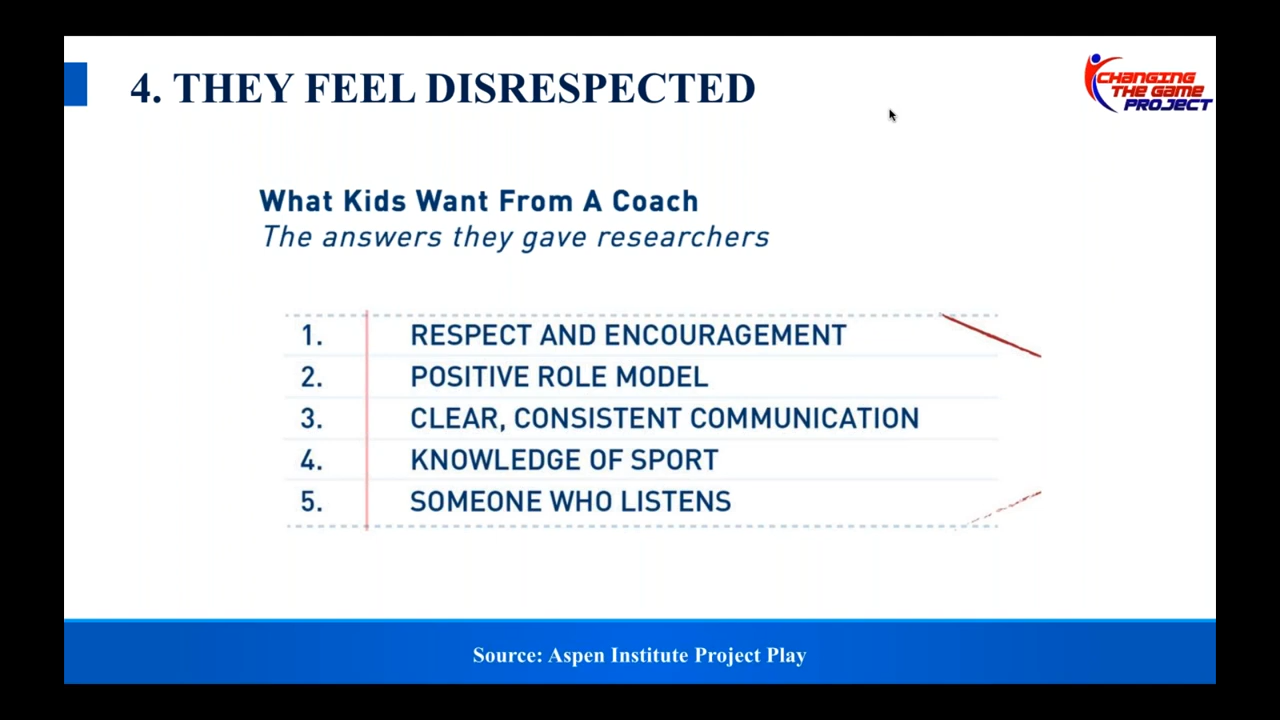 4. THEY FEEL DISRESPECTED
CHANGING
THE GAME
PROJECT
What Kids Want From A Coach
The answers they gave researchers
1. RESPECT AND ENCOURAGEMENT
2. POSITIVE ROLE MODEL
3. CLEAR, CONSISTENT COMMUNICATION
4. KNOWLEDGE OF SPORT
5. SOMEONE WHO LISTENS
Source: Aspen Institute Project Play